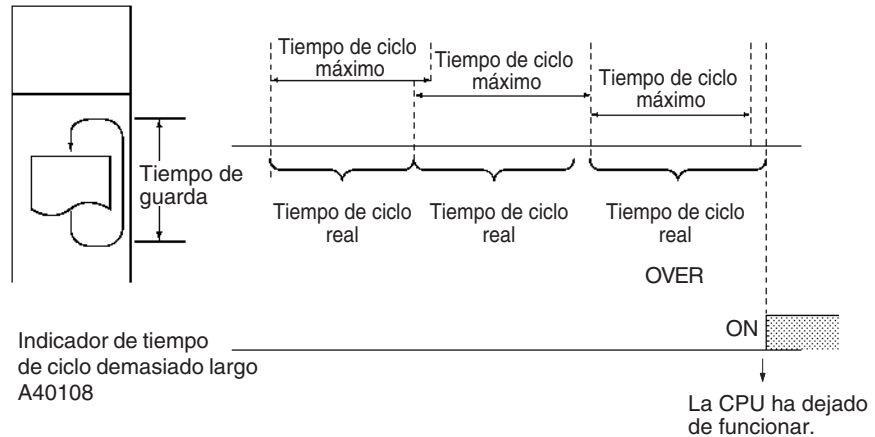 Tiempo de ciclo
máximo
Tiempo de ciclo
máximo
Tiempo de ciclo
máximo
Tiempo de
guarda
Tiempo de ciclo
real
Tiempo de ciclo
real
Tiempo de ciclo
real
OVER
ON
Indicador de tiempo
de ciclo demasiado largo
A40108
La CPU ha dejado
de funcionar.